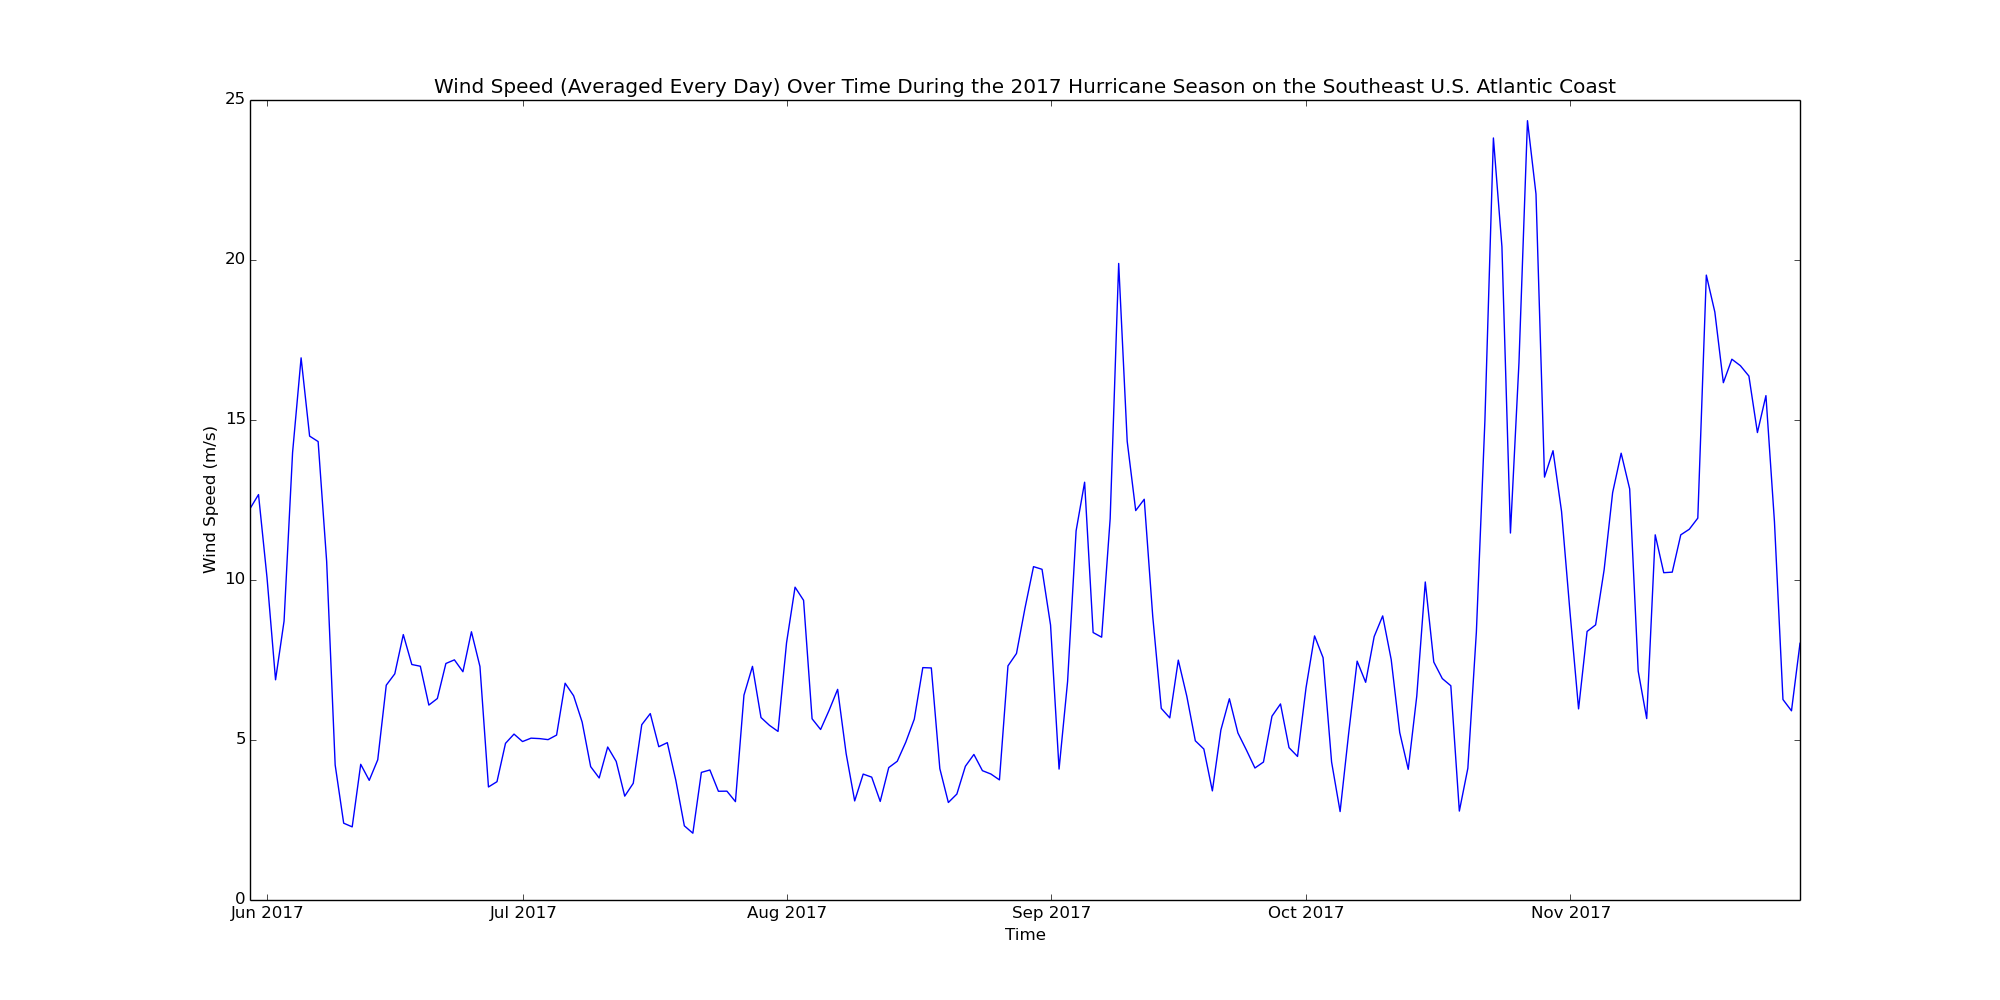 Wind Speed (Averaged Every Day) Over Time During the 2017 Hurricane Season on the Southeast U.S. Atlantic Coast
25
20
15
10
5
0
Wind Speed (m/s)
Jun 2017 Jul 2017 Aug 2017 Sep 2017 Oct 2017 Nov 2017
Time